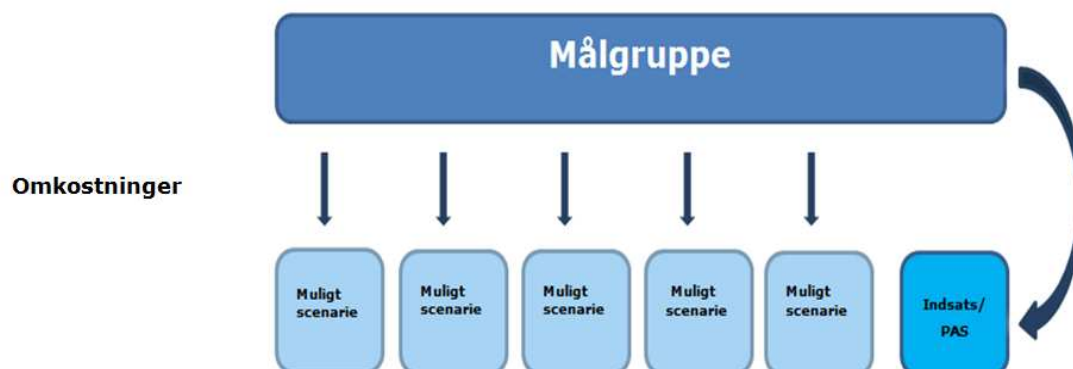 Målgruppe
Omkostninger
Muligt
scenarie
Muligt
scenarie
Muligt
scenarie
Muligt
scenarie
Muligt
scenarie
Indsats/
PAS